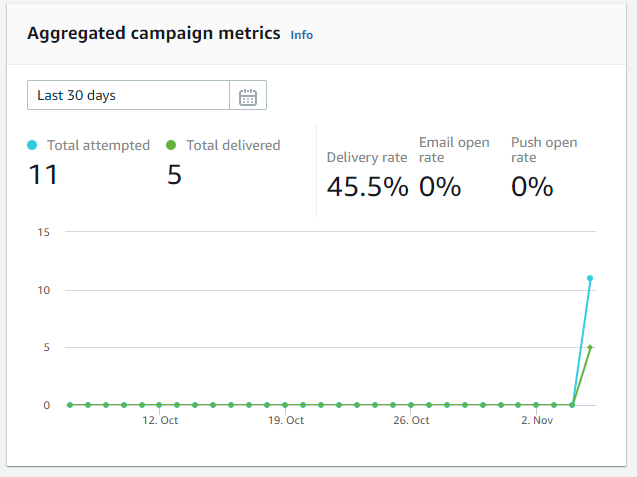 Aggregated campaign metrics Info
Last 30 days
Total attempted
11
Total delivered
5
Delivery rate
45.5%
Email open
rate
0%
Push open
rate
0%
15
10
5
0
12. Oct
19. Oct
26. Oct
2. Nov